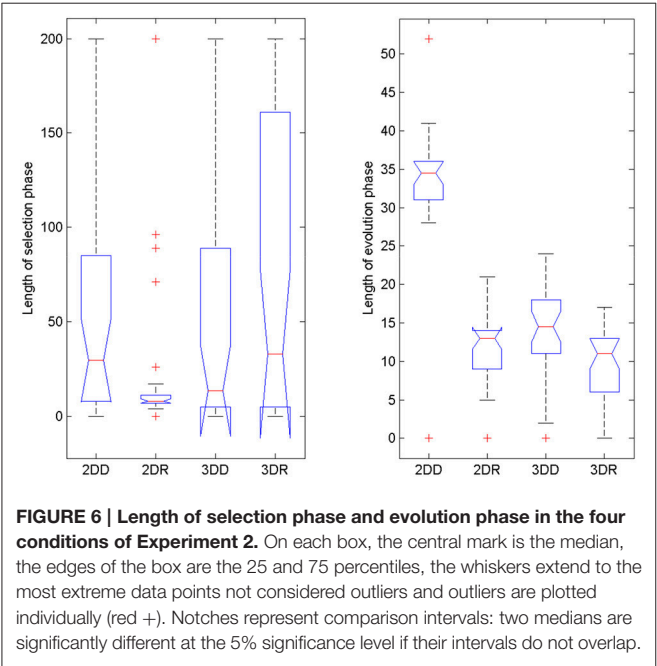 200
150
100
50
0
Length of selection phase
2DD 2DR 3DD 3DR
50
45
40
35
30
25
20
15
10
5
0
Length of evolution phase
2DD 2DR 3DD 3DR
FIGURE 6 | Length of selection phase and evolution phase in the four
conditions of Experiment 2. On each box, the central mark is the median,
the edges of the box are the 25 and 75 percentiles, the whiskers extend to the
most extreme data points not considered outliers and outliers are plotted
individually (red +). Notches represent comparison intervals: two medians are
significantly different at the 5% significance level if their intervals do not overlap.